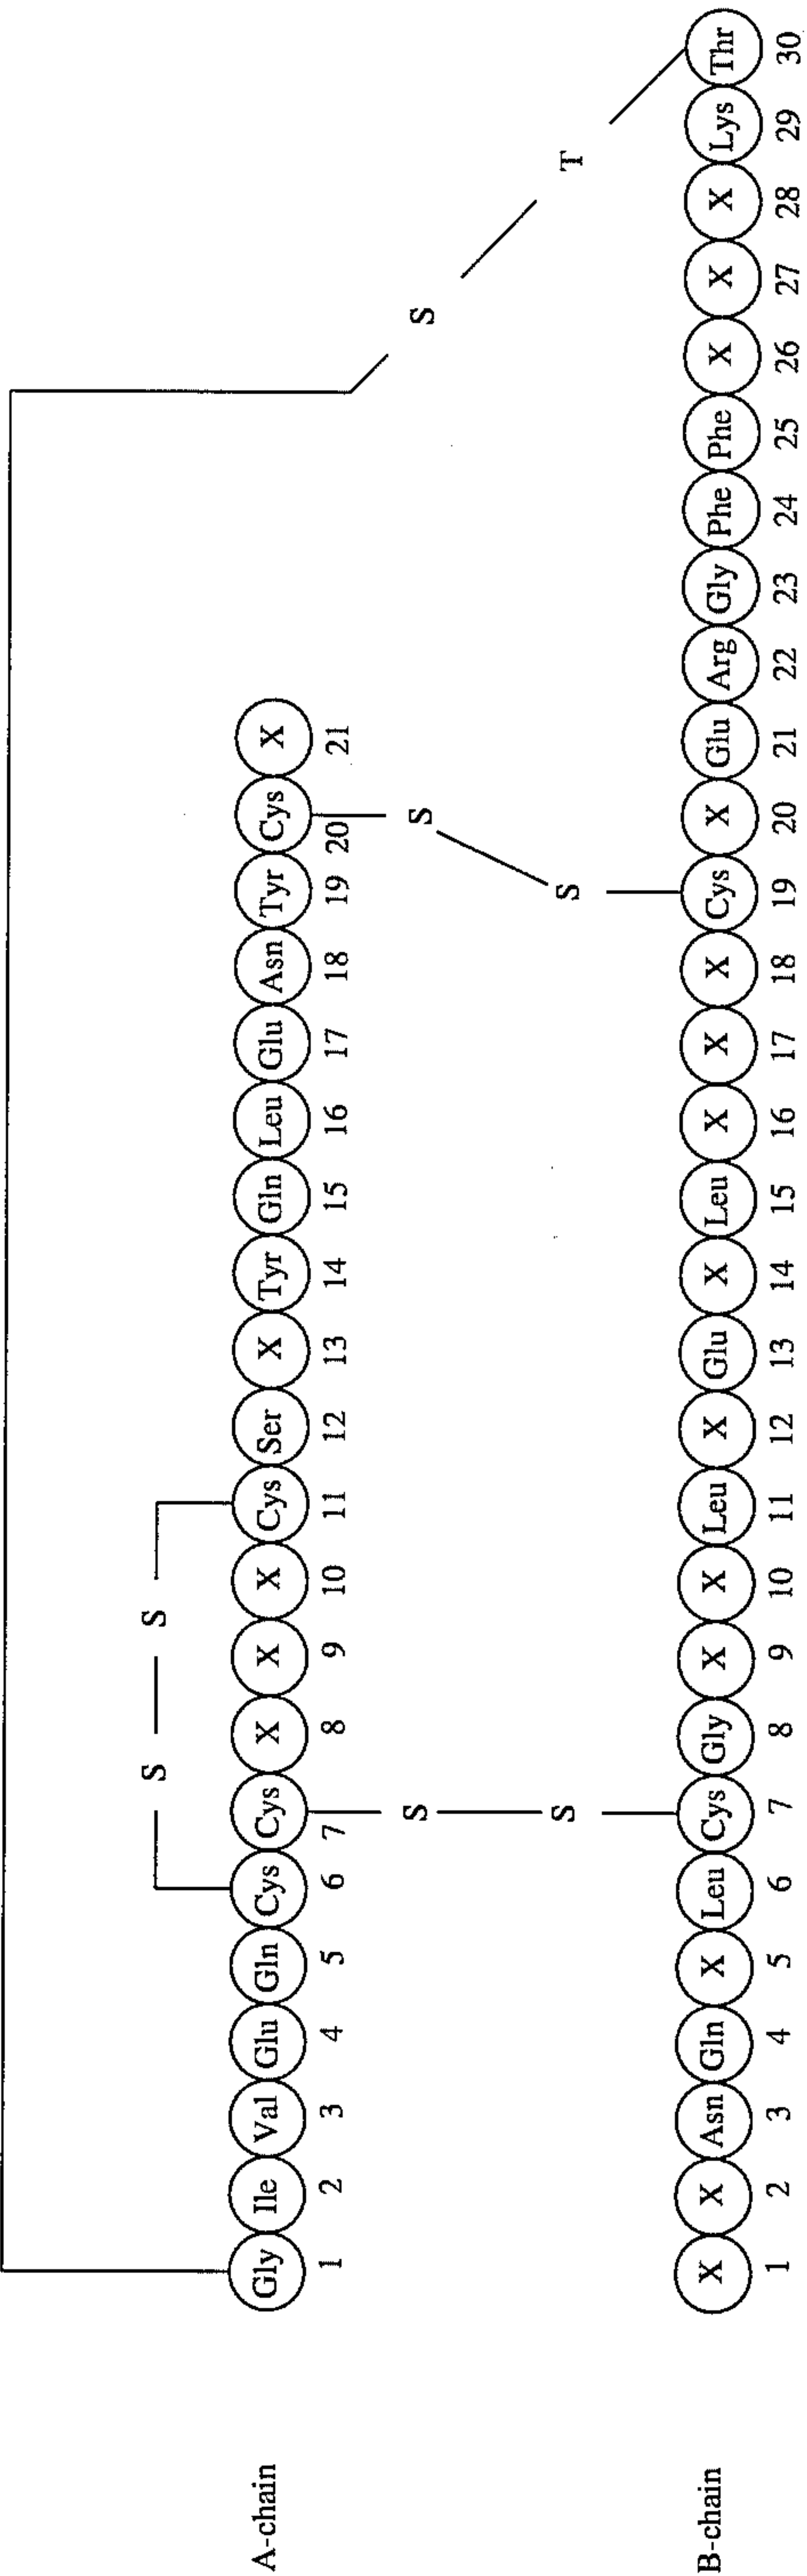 S S
A-chain Gly Ile Val Glu Gln Cys Cys X X X Cys Ser X Tyr Gln Leu Glu Asn Tyr Cys X
1 2 3 4 5 6 7 8 9 10 11 12 13 14 15 16 17 18 19 20 21
S S S
S S T
B-chain X X Asn Gln X Leu Cys Gly X X Leu X Glu X Leu X X X Cys X Glu Arg Gly Phe Phe X X X Lys Thr
1 2 3 4 5 6 7 8 9 10 11 12 13 14 15 16 17 18 19 20 21 22 23 24 25 26 27 28 29 30